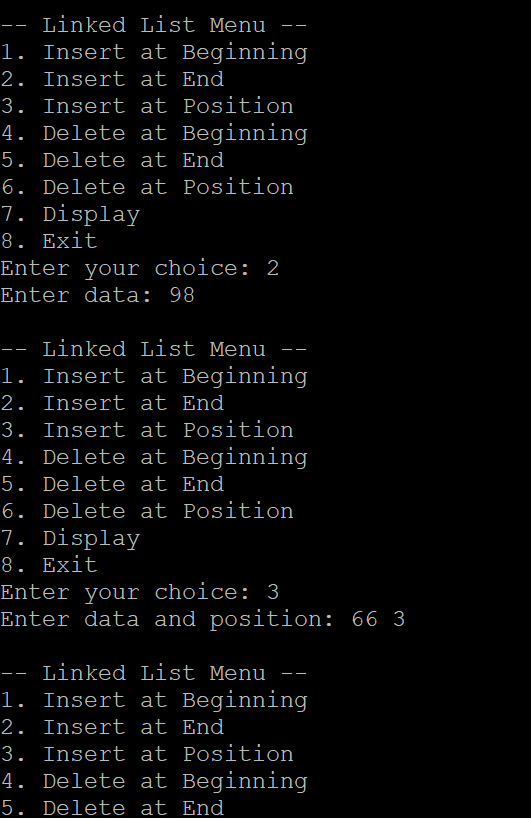 -- Linked List Menu --
1. Insert at Beginning
2. Insert at End
3. Insert at Position
4. Delete at Beginning
5. Delete at End
6. Delete at Position
7. Display
8. Exit
Enter your choice: 2
Enter data: 98
-- Linked List Menu --
1. Insert at Beginning
2. Insert at End
3. Insert at Position
4. Delete at Beginning
5. Delete at End
6. Delete at Position
7. Display
8. Exit
Enter your choice: 3
Enter data and position: 66 3
-- Linked List Menu --
1. Insert at Beginning
2. Insert at End
3. Insert at Position
4. Delete at Beginning
5. Delete at End